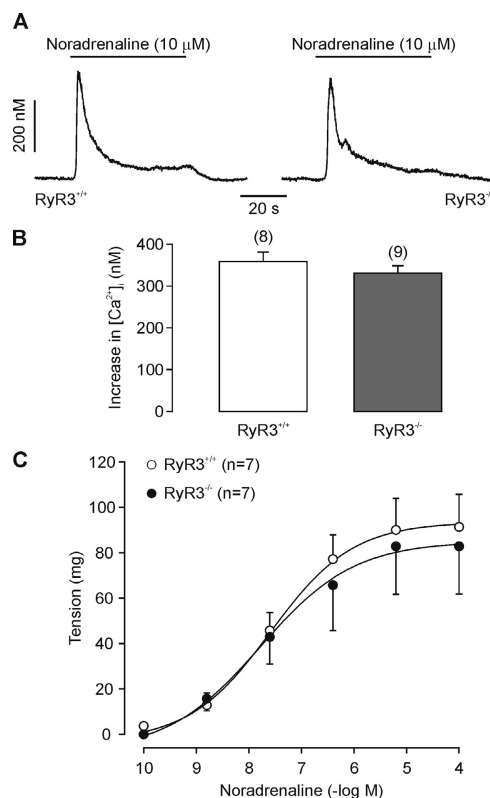 A
Noradrenaline (10 μM) Noradrenaline (10 μM)
200 nM
RyR3+/+ 20 s RyR3-/
B
Increase in [Ca2+]i (nM)
400
300
200
100
0
(8) (9)
RyR3+/+ RyR3-/-
C
RyR3+/+ (n=7)
RyR3-/- (n=7)
Tension (mg)
120
100
80
60
40
20
0
10 9 8 7 6 5 4
Noradrenaline (-log M)